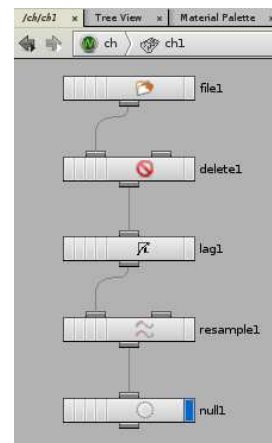 /ch/ch1 x Tree View x Material Palette x
ch ch1
file1
delete1
lag1
resample1
null1